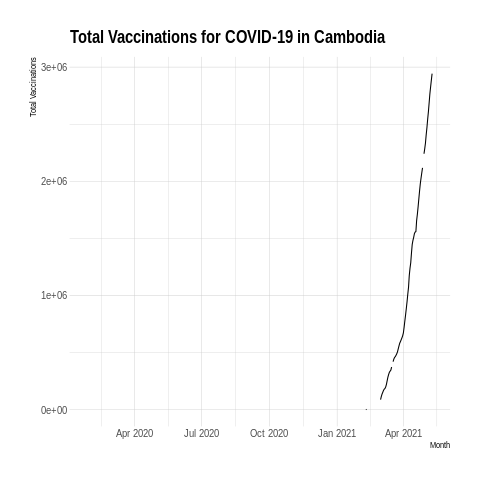 Total Vaccinations for COVID-19 in Cambodia
Total Vaccinations
3e+06
2e+06
1e+06
0e+00
Apr 2020 Jul 2020 Oct 2020 Jan 2021 Apr 2021
Month